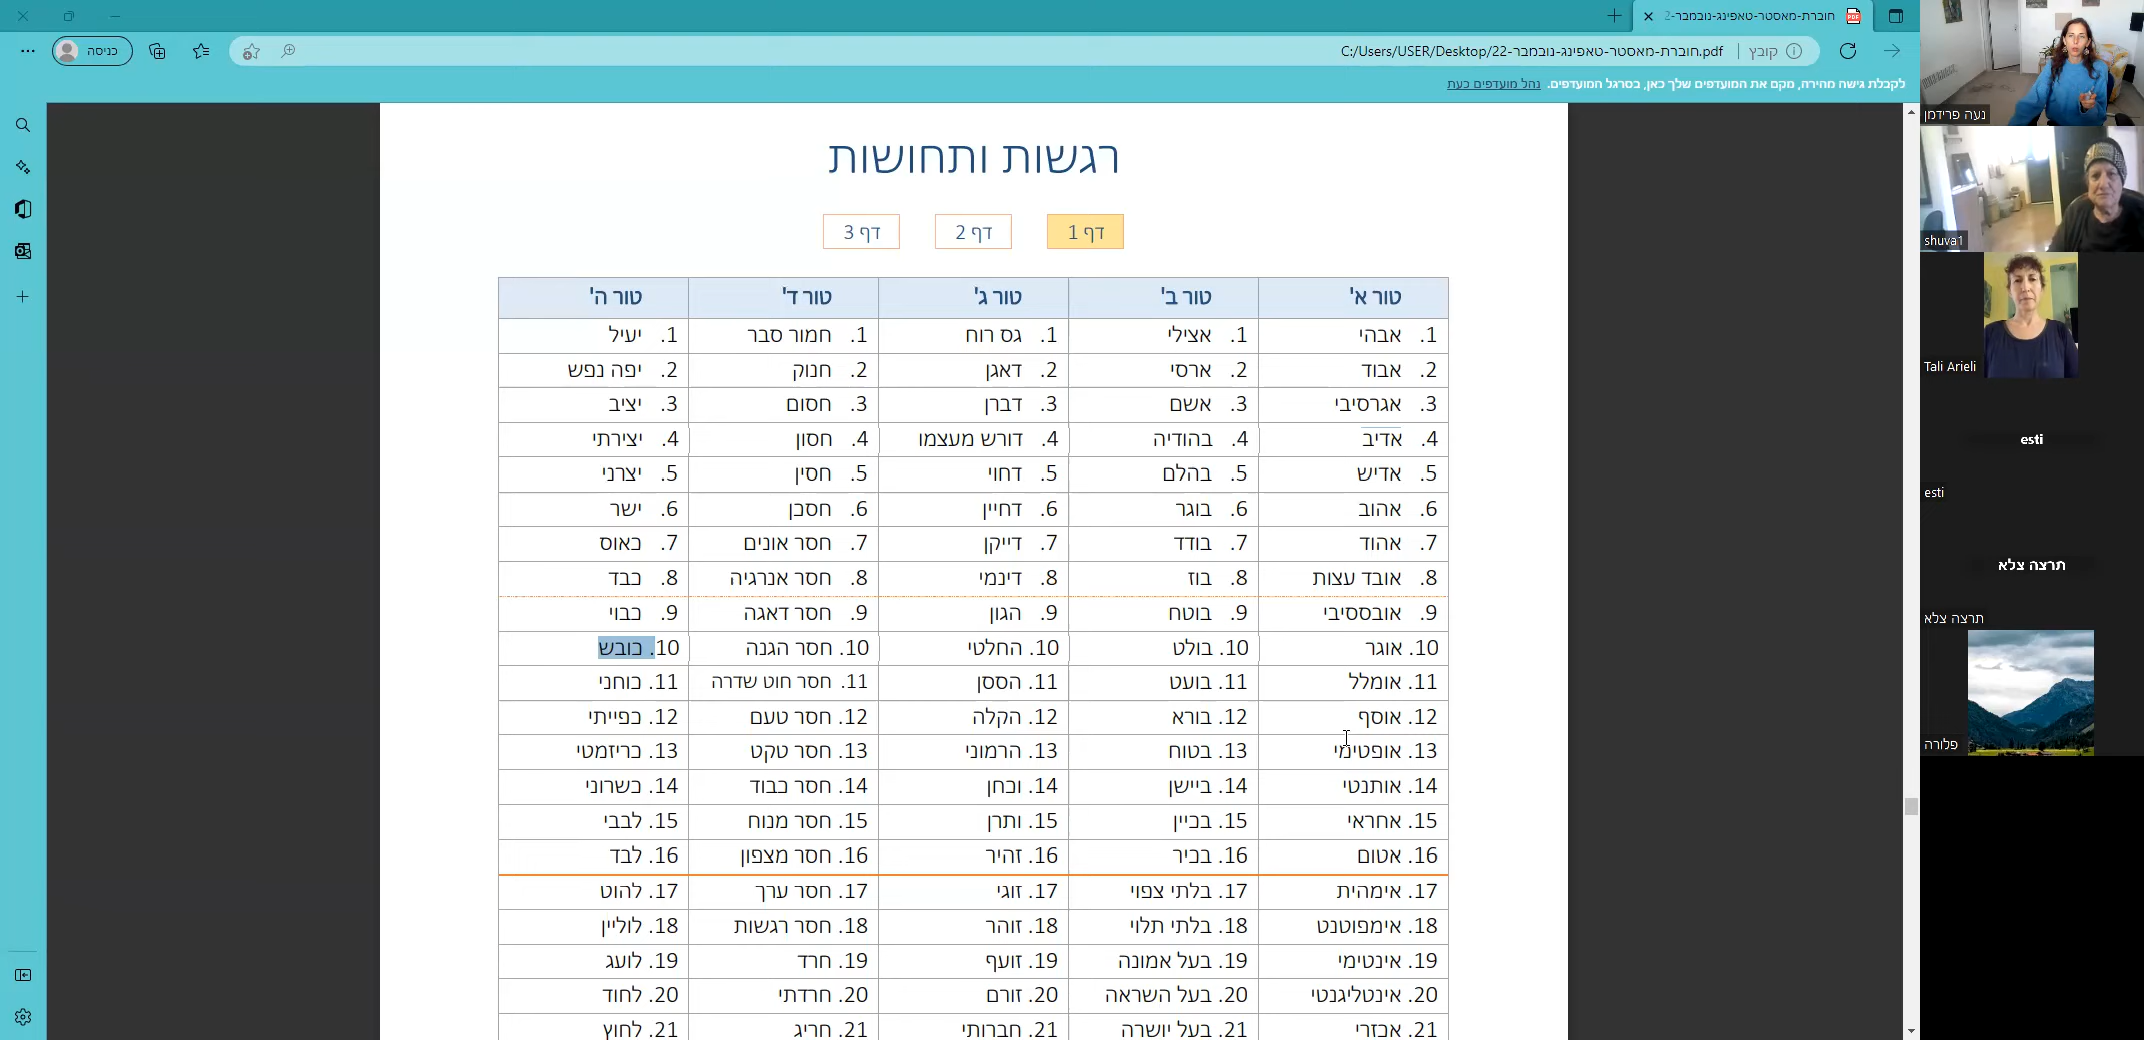 חוברת-מאסטר-טאפינג-נובמבר-2
כניסה
קובץ | C:/Users/USER/Desktop/חוברת-מאסטר-טאפינג-נובמבר-22.pdf
לקבלת גישה מהירה, מקם את המועדפים שלך כאן, בסרגל המועדפים. נהל מועדפים כעת
רגשות ותחושות
דף 1 דף 2 דף 3
טור א' טור ב' טור ג' טור ד' טור ה'
1. אבהי 1. אצילי 1. גס רוח 1. חמור סבר 1. יעיל
2. אבוד 2. ארסי 2. דאגן 2. חנוק 2. יפה נפש
3. אגרסיבי 3. אשם 3. דברן 3. חסום 3. יציב
4. אדיב 4. בהודיה 4. דורש מעצמו 4. חסון 4. יצירתי
5. אדיש 5. בהלם 5. דחוי 5. חסין 5. יצרני
6. אהוב 6. בוגר 6. דחיין 6. חסכן 6. ישר
7. אהוד 7. בודד 7. דייקן 7. חסר אונים 7. כאוס
8. אובד עצות 8. בוז 8. דינמי 8. חסר אנרגיה 8. כבד
9. אובססיבי 9. בוטח 9. הגון 9. חסר דאגה 9. כבוי
10. אוגר 10. בולט 10. החלטי 10. חסר הגנה 10. כובש
11. אומלל 11. בועט 11. הססן 11. חסר חוט שדרה 11. כוחני
12. אוסף 12. בורא 12. הקלה 12. חסר טעם 12. כפייתי
13. אופטימי 13. בטוח 13. הרמוני 13. חסר טקט 13. כריזמטי
14. אותנטי 14. ביישן 14. וכחן 14. חסר כבוד 14. כשרוני
15. אחראי 15. בכיין 15. ותרן 15. חסר מנוח 15. לבבי
16. אטום 16. בכיר 16. זהיר 16. חסר מצפון 16. לבד
17. אימהית 17. בלתי צפוי 17. זוגי 17. חסר ערך 17. להוט
18. אימפוטנט 18. בלתי תלוי 18. זוהר 18. חסר רגשות 18. לוליין
19. אינטימי 19. בעל אמונה 19. זועף 19. חרד 19. לועג
20. אינטליגנטי 20. בעל השראה 20. זורם 20. חרדתי 20. לחוד
21. אכזרי 21. בעל יושרה 21. חברותי 21. חריג 21. לחוץ
נעה פרידמן
shuva1
Tali Arieli
esti
esti
תרצה צלא
תרצה צלא
פלורה